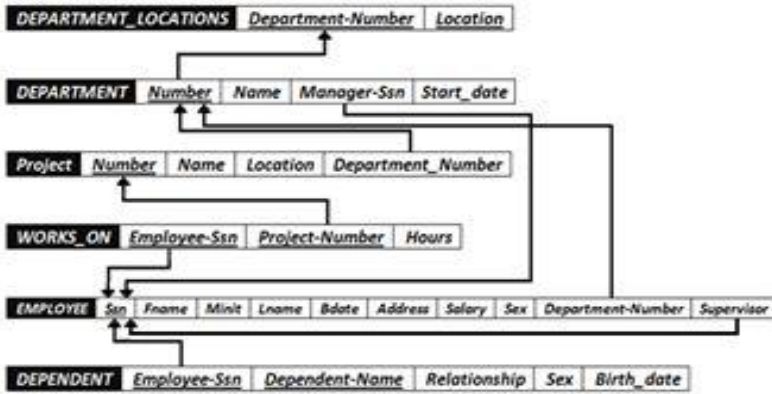 DEPARTMENT_LOCATIONS Department-Number Location
DEPARTMENT Number Name Manager-Ssn Start_date
Project Number Name Location Department_Number
WORKS_ON Employee-Ssn Project-Number Hours
EMPLOYEE Ssn Fname Minit Lname Bdate Address Salary Sex Department-Number Supervisor
DEPENDENT Employee-Ssn Dependent-Name Relationship Sex Birth_date